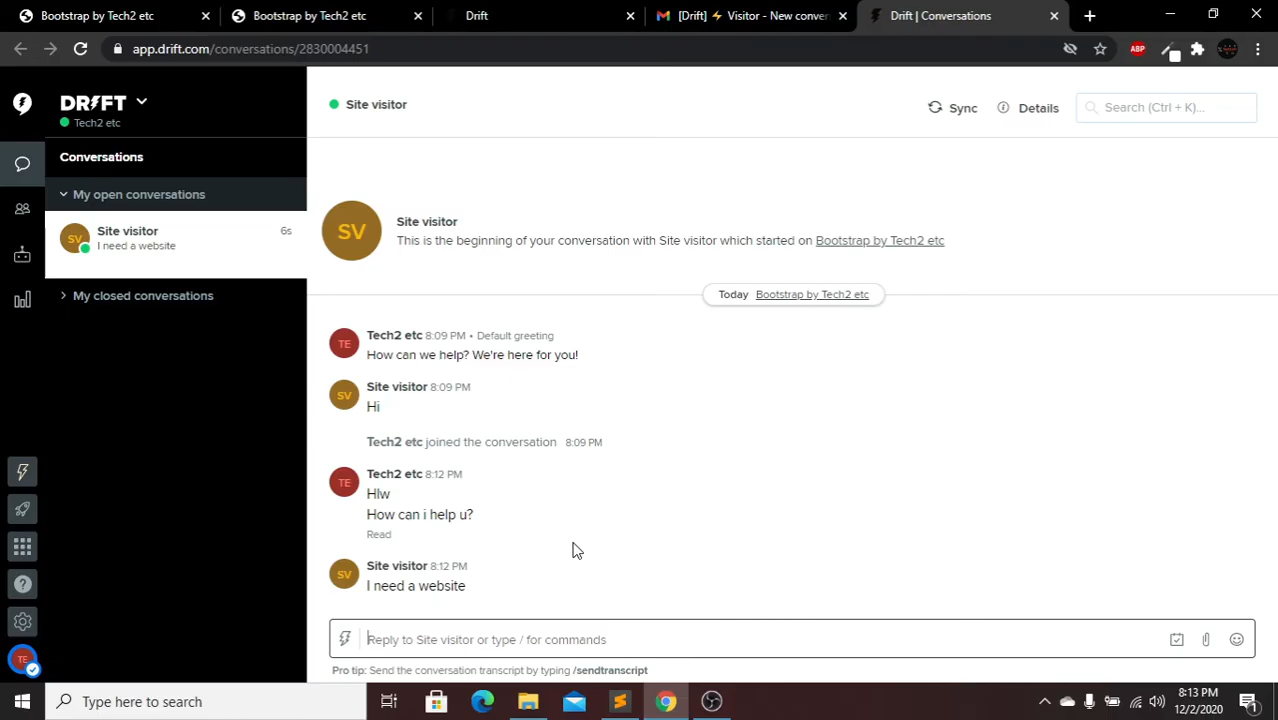 Bootstrap by Tech2 etc
Bootstrap by Tech2 etc
Drift
[Drift] ⚡ Visitor - New conver
Drift | Conversations
app.drift.com/conversations/2830004451
ABP
DRIFT
Tech2 etc
Conversations
My open conversations
SV
Site visitor
6s
I need a website
My closed conversations
TE
Site visitor
Sync
Details
Search (Ctrl + K)...
SV
Site visitor
This is the beginning of your conversation with Site visitor which started on Bootstrap by Tech2 etc
Today Bootstrap by Tech2 etc
TE
Tech2 etc 8:09 PM • Default greeting
How can we help? We're here for you!
SV
Site visitor 8:09 PM
Hi
Tech2 etc joined the conversation 8:09 PM
TE
Tech2 etc 8:12 PM
Hlw
How can i help u?
Read
SV
Site visitor 8:12 PM
I need a website
Reply to Site visitor or type / for commands
Pro tip: Send the conversation transcript by typing /sendtranscript
Type here to search
8:13 PM
12/2/2020
1